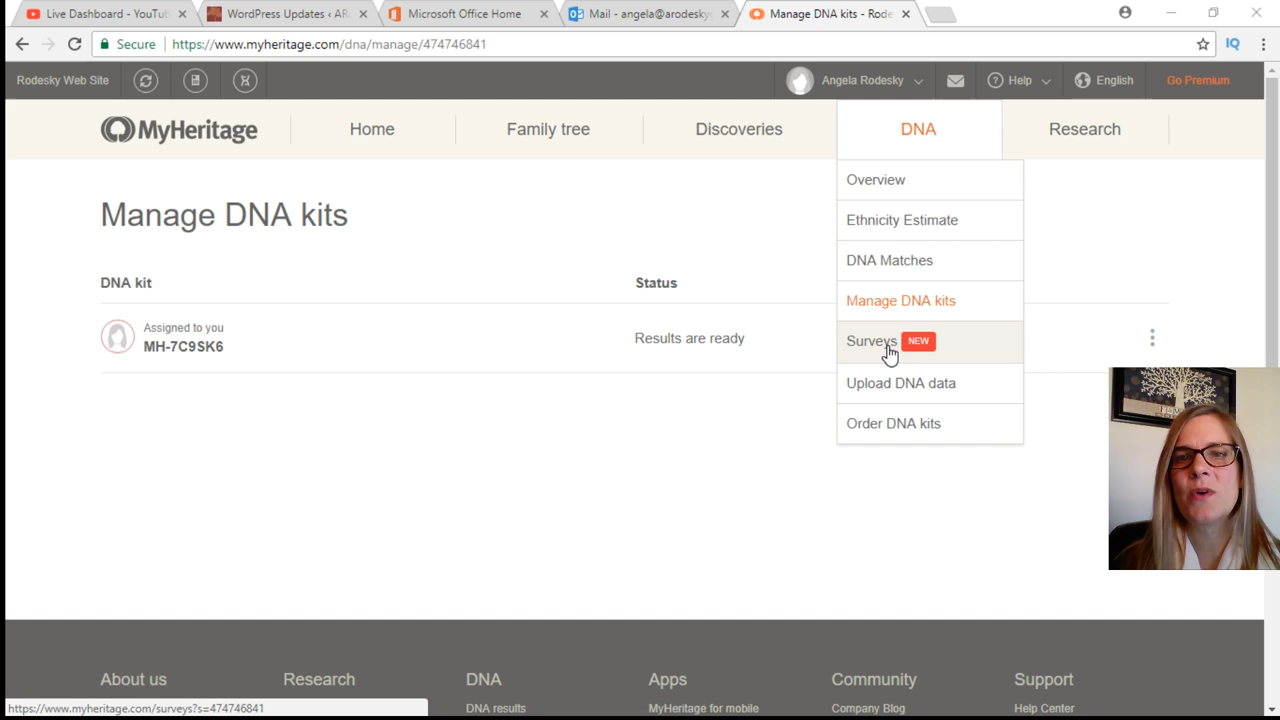 Live Dashboard - YouTu
WordPress Updates ‹ AR
Microsoft Office Home
Mail - angela@arodesky
Manage DNA kits - Rode
Secure
https://www.myheritage.com/dna/manage/474746841
IQ
Rodesky Web Site
Angela Rodesky
Help
English
Go Premium
MyHeritage
Home
Family tree
Discoveries
DNA
Research
Overview
Ethnicity Estimate
DNA Matches
Manage DNA kits
Surveys NEW
Upload DNA data
Order DNA kits
Manage DNA kits
DNA kit
Status
Assigned to you
MH-7C9SK6
Results are ready
About us
Research
DNA
Apps
Community
Support
https://www.myheritage.com/surveys?s=474746841
DNA results
MyHeritage for mobile
Company Blog
Help Center